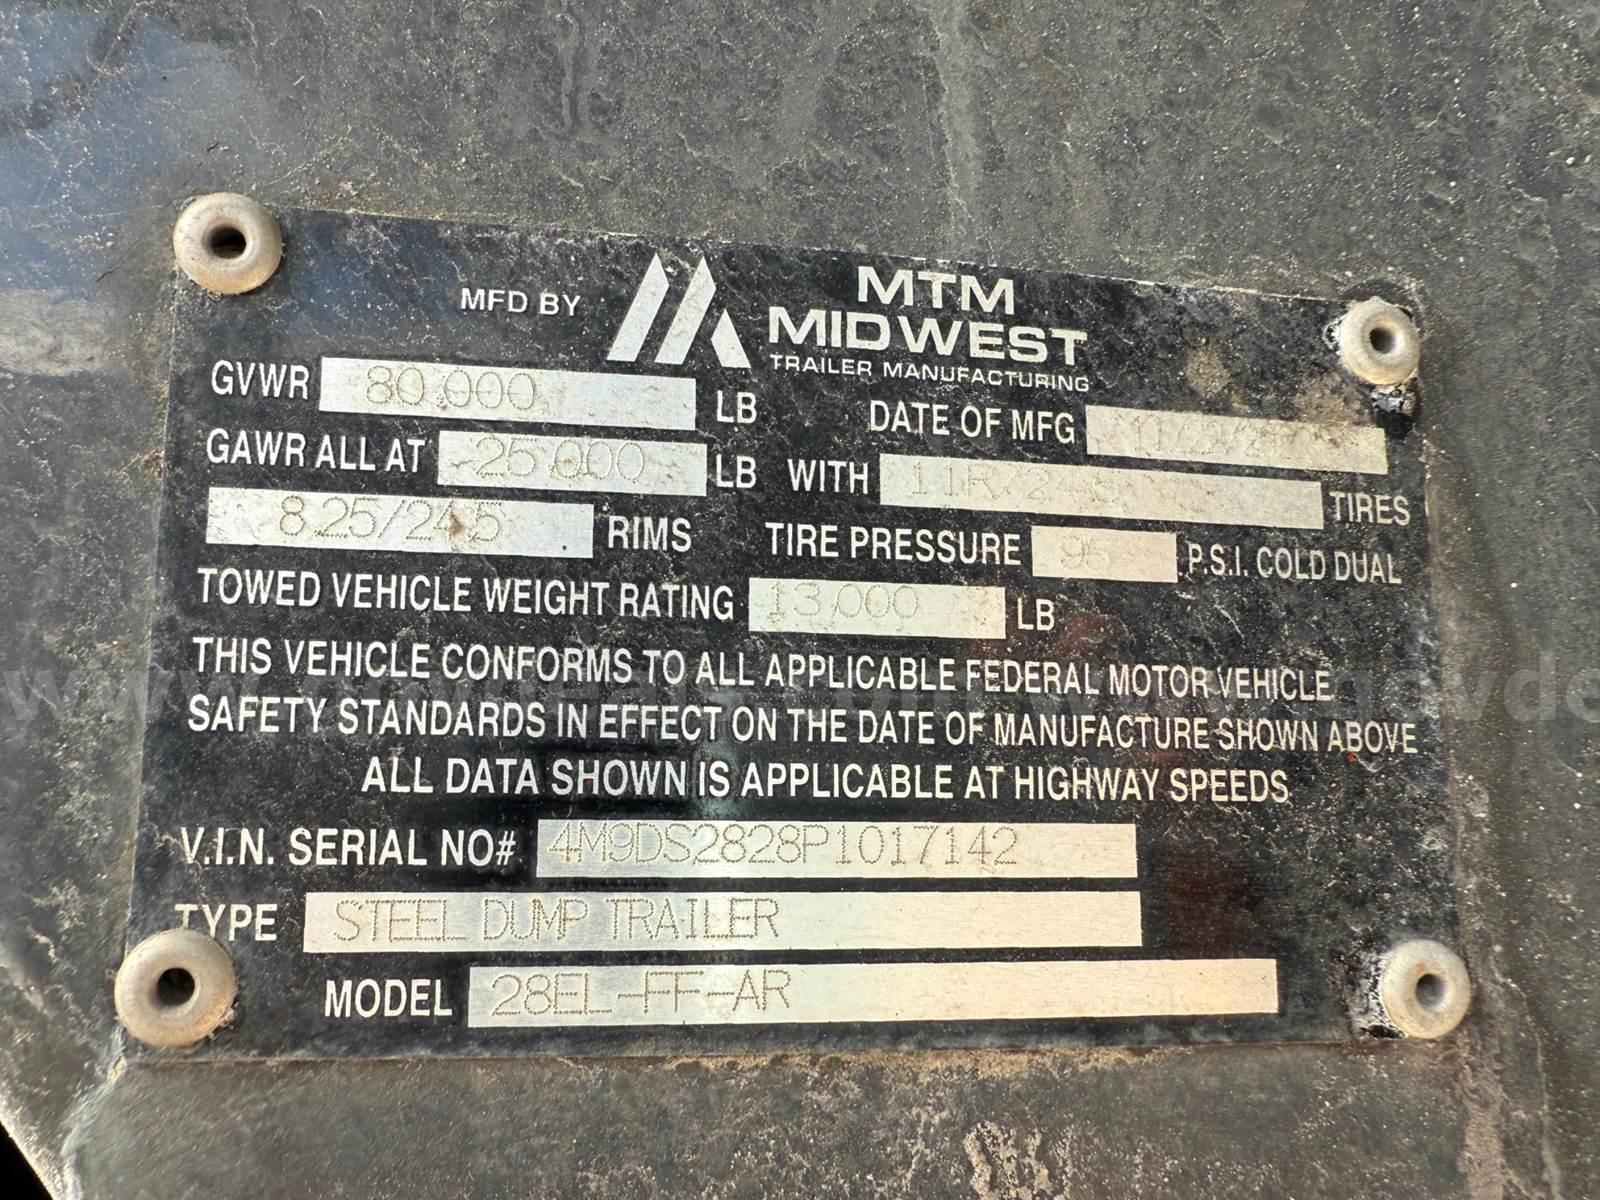 MFD BY
MTM
MIDWEST
TRAILER MANUFACTURING
GVWR 80,000 LB DATE OF MFG
GAWR ALL AT 25,000 LB WITH 11R/24.5 TIRES
8.25/24.5 RIMS TIRE PRESSURE 95 P.S.I. COLD DUAL
TOWED VEHICLE WEIGHT RATING 13,000 LB
THIS VEHICLE CONFORMS TO ALL APPLICABLE FEDERAL MOTOR VEHICLE
SAFETY STANDARDS IN EFFECT ON THE DATE OF MANUFACTURE SHOWN ABOVE
ALL DATA SHOWN IS APPLICABLE AT HIGHWAY SPEEDS
V.I.N. SERIAL NO# 4M9DS2828P1017142
TYPE STEEL DUMP TRAILER
MODEL 28EL-FF-AR